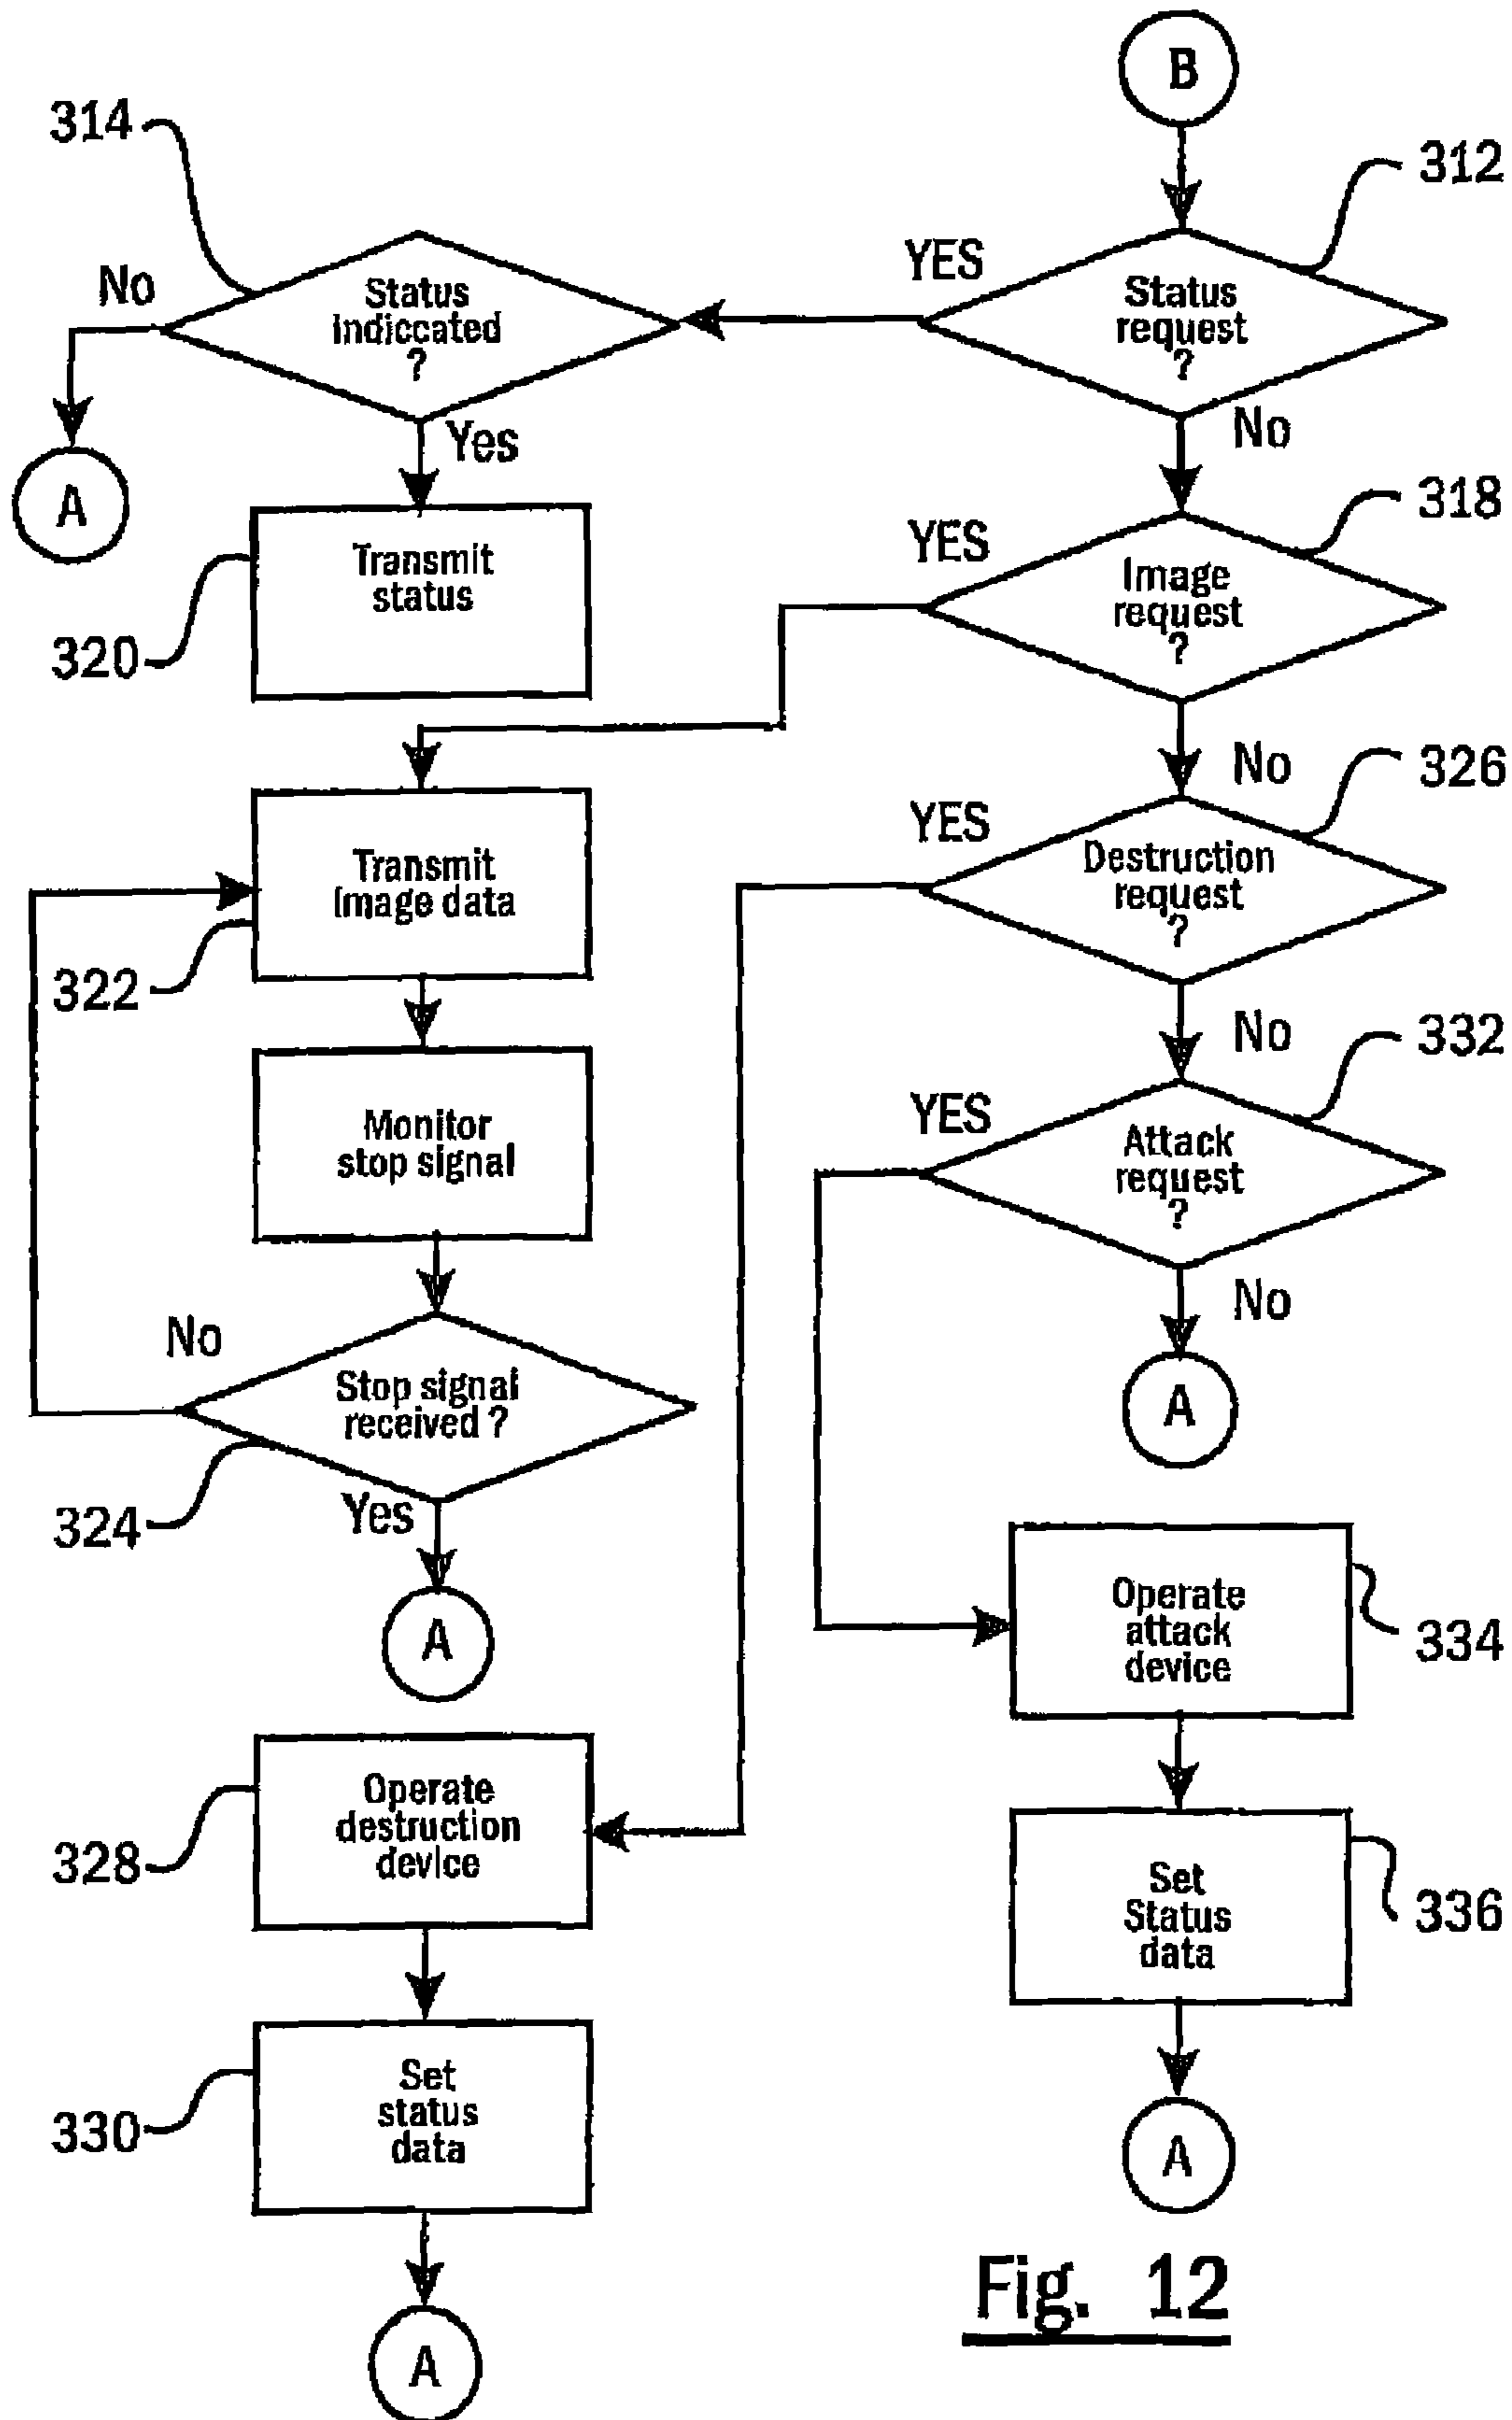 B
314
312
No
Status
indiccated
?
YES
Status
request
?
Yes
No
A
318
Transmit
status
YES
Image
request
?
320
No
326
Transmit
Image data
YES
Destruction
request
?
322
No
332
Monitor
stop signal
YES
Attack
request
?
No
No
Stop signal
received ?
A
324
Yes
A
Operate
attack
device
334
Operate
destruction
device
328
Set
Status
data
336
Set
status
data
330
A
A
Fig. 12